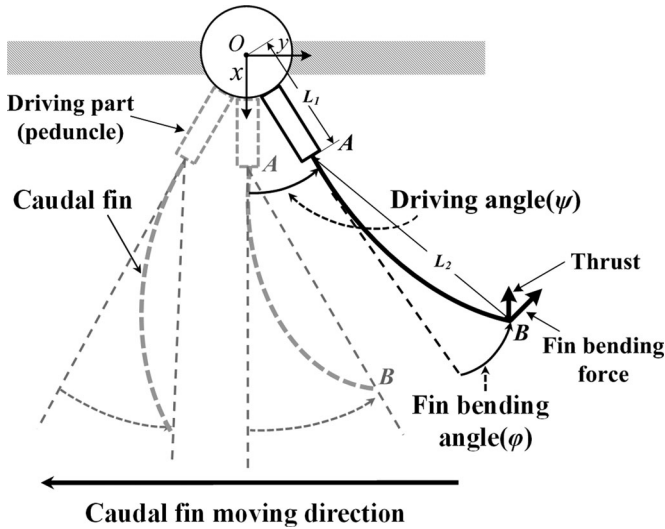 O
y
x
L₁
Driving part
(peduncle)
A
A
Caudal fin
Driving angle(ψ)
L₂
Thrust
B
Fin bending
force
B
Fin bending
angle(φ)
Caudal fin moving direction